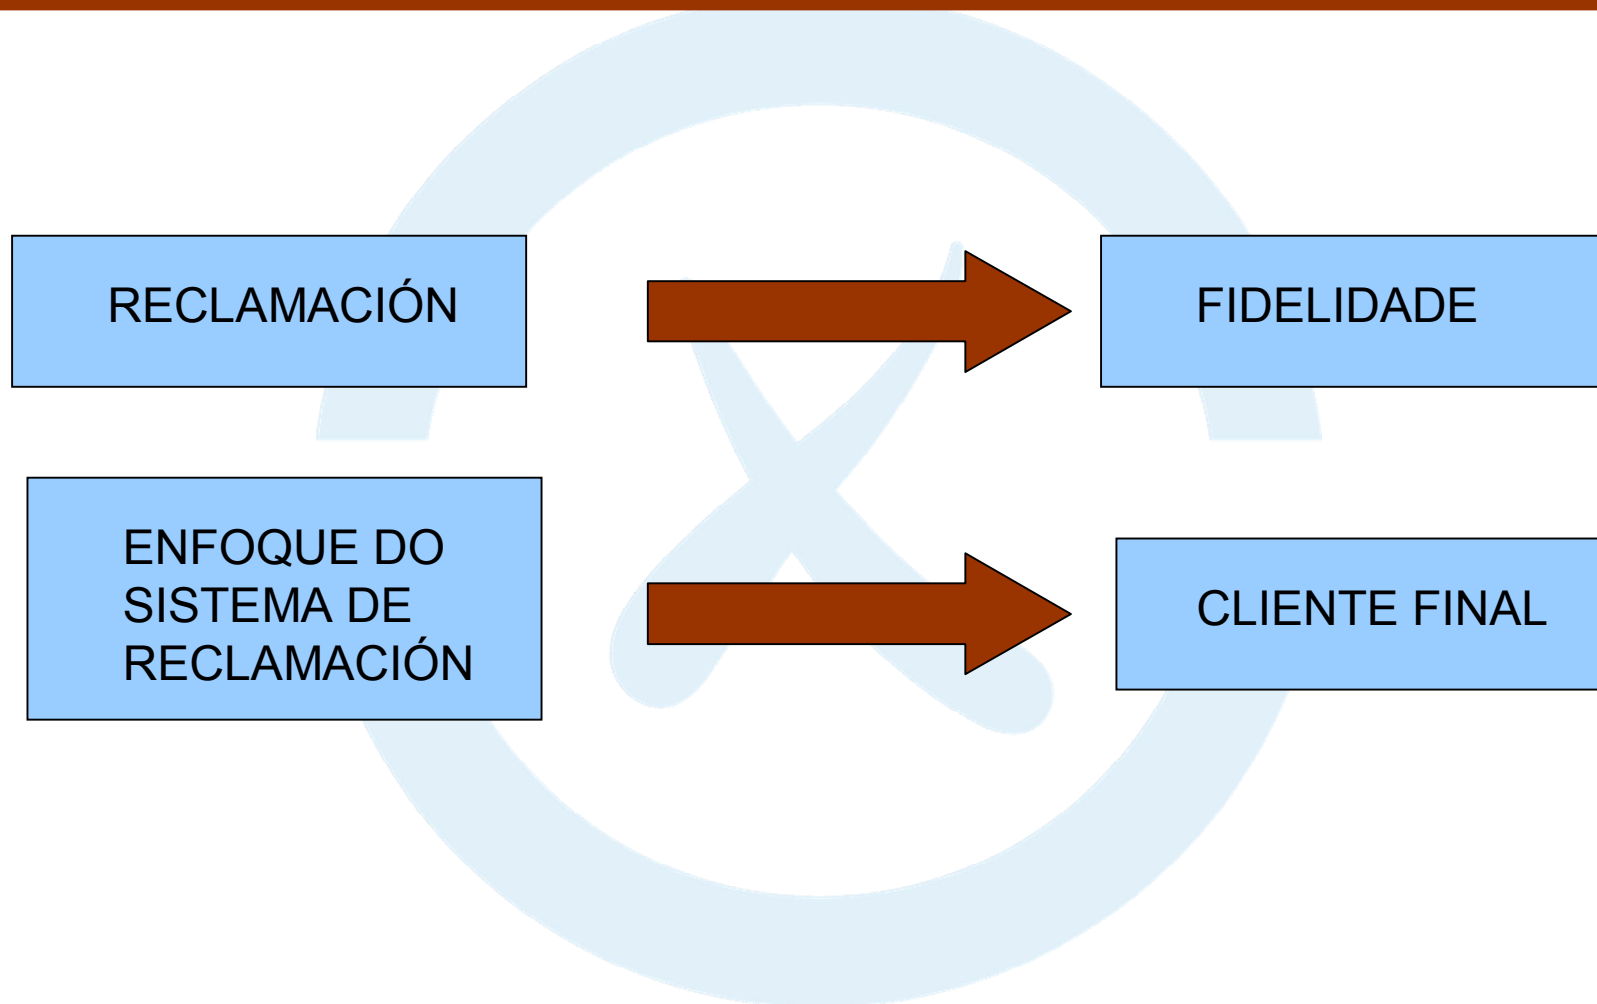 RECLAMACIÓN
FIDELIDADE
ENFOQUE DO
SISTEMA DE
RECLAMACIÓN
CLIENTE FINAL